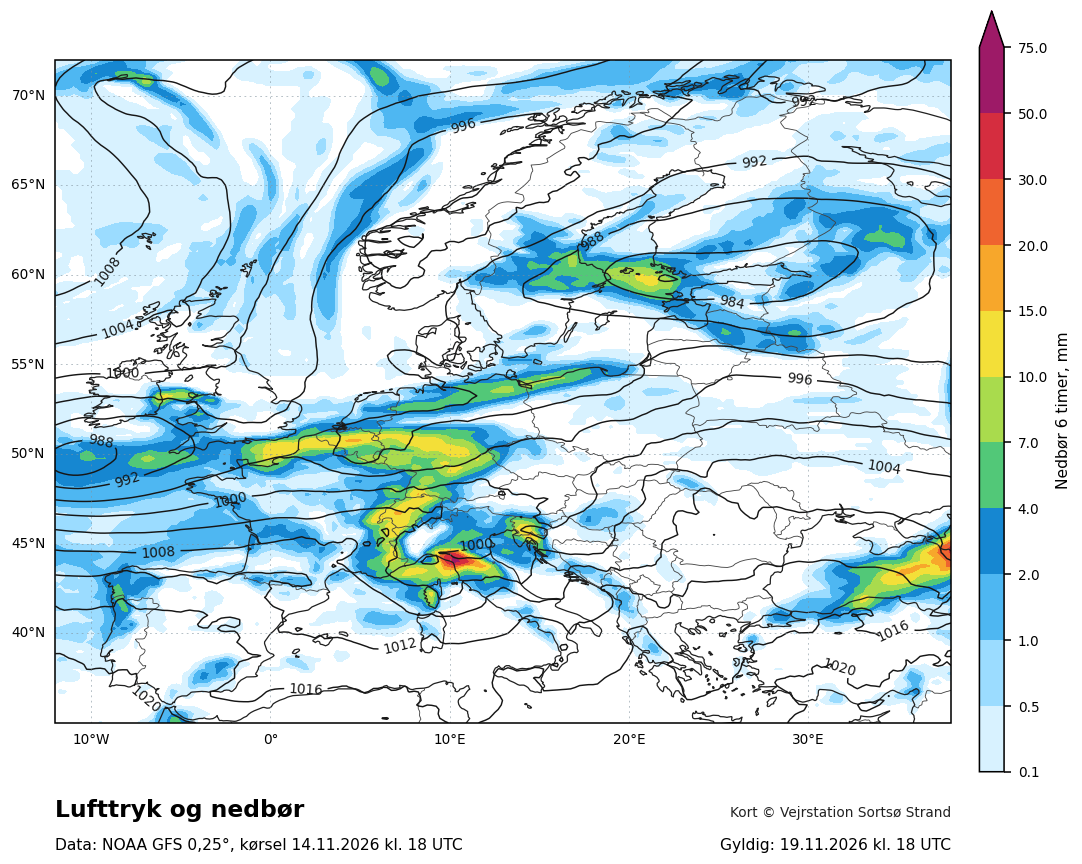 75.0
50.0
30.0
20.0
15.0
10.0
7.0
4.0
2.0
1.0
0.5
0.1
Nedbør 6 timer, mm
70°N
65°N
60°N
55°N
50°N
45°N
40°N
10°W
0°
10°E
20°E
30°E
992
996
992
988
984
1008
1004
1000
996
988
992
1000
1004
1008
1000
1012
1016
1016
1020
1020
Lufttryk og nedbør
Kort © Vejrstation Sortsø Strand
Data: NOAA GFS 0,25°, kørsel 14.11.2026 kl. 18 UTC
Gyldig: 19.11.2026 kl. 18 UTC